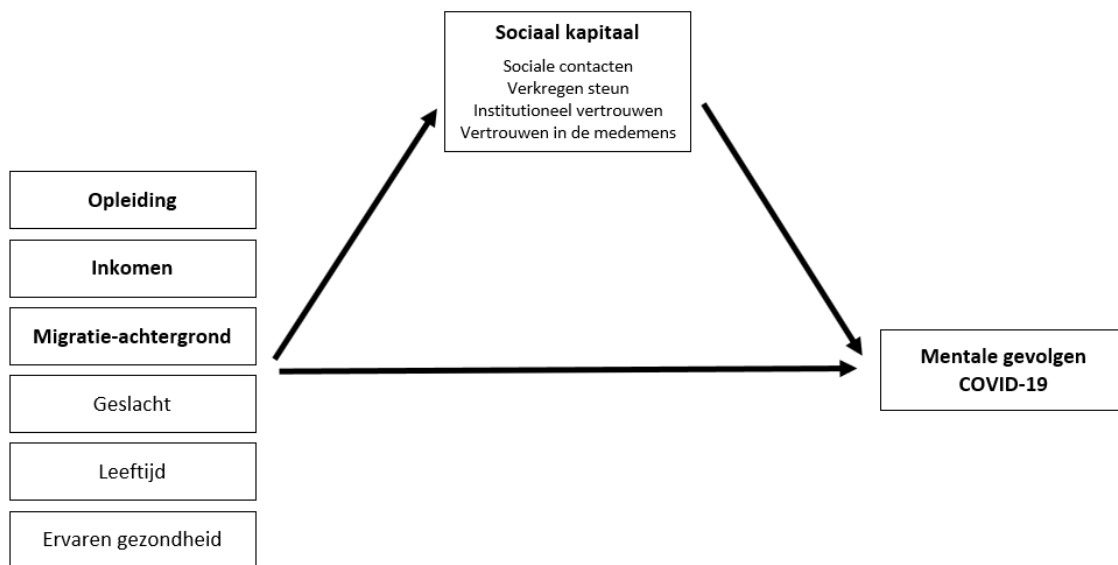 Sociaal kapitaal
Sociale contacten
Verkregen steun
Institutioneel vertrouwen
Vertrouwen in de medemens
Opleiding
Inkomen
Migratie-achtergrond
Geslacht
Leeftijd
Ervaren gezondheid
Mentale gevolgen
COVID-19